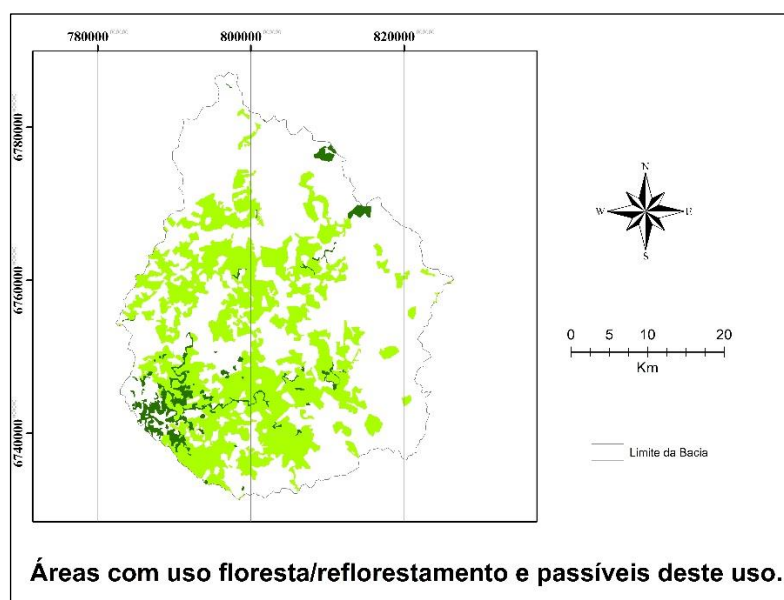 780000 800000 820000
6780000
6760000
6740000
N
W E
S
0 5 10 20
Km
Limite da Bacia
Áreas com uso floresta/reflorestamento e passíveis deste uso.